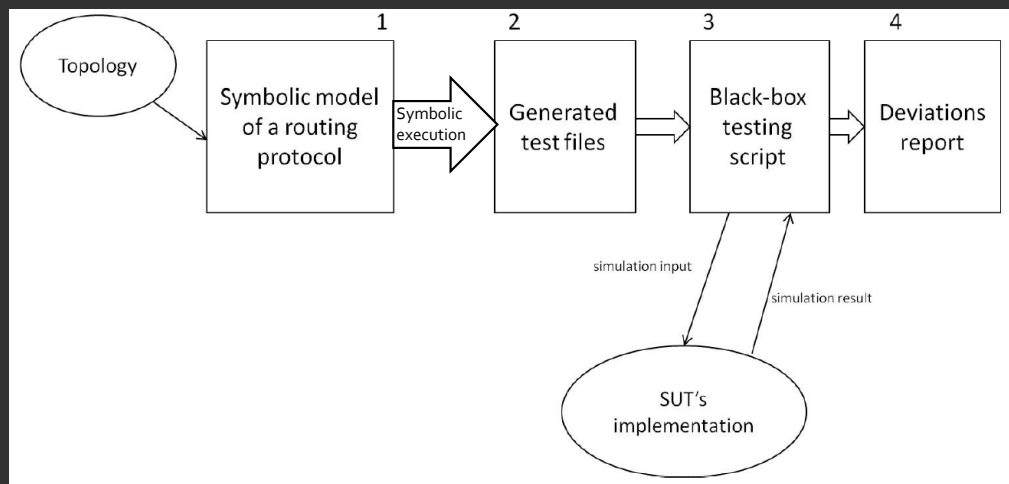 1
2
3
4
Topology
Symbolic model
of a routing
protocol
Symbolic
execution
Generated
test files
Black-box
testing
script
Deviations
report
simulation input
simulation result
SUT's
implementation